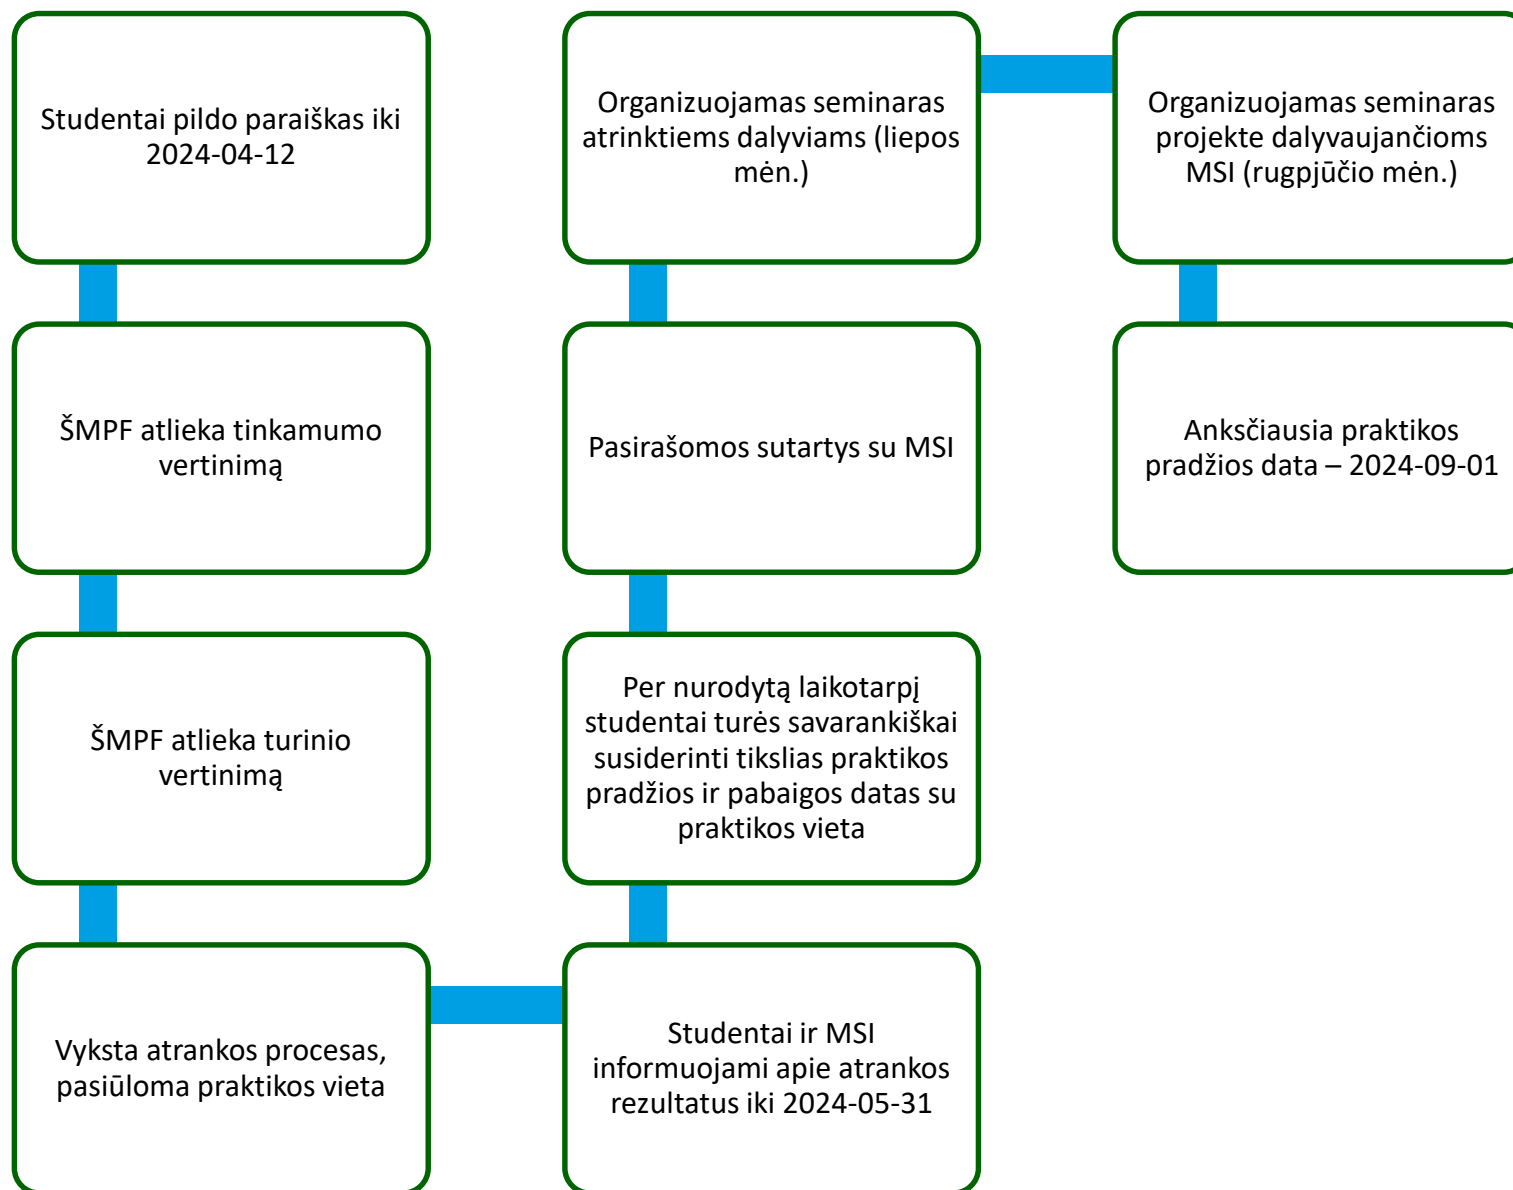 Studentai pildo paraiškas iki
2024-04-12
ŠMPF atlieka tinkamumo
vertinimą
ŠMPF atlieka turinio
vertinimą
Vyksta atrankos procesas,
pasiūloma praktikos vieta
Studentai ir MSI
informuojami apie atrankos
rezultatus iki 2024-05-31
Per nurodytą laikotarpį
studentai turės savarankiškai
susiderinti tikslias praktikos
pradžios ir pabaigos datas su
praktikos vieta
Pasirašomos sutartys su MSI
Organizuojamas seminaras
atrinktiems dalyviams (liepos
mėn.)
Organizuojamas seminaras
projekte dalyvaujančioms
MSI (rugpjūčio mėn.)
Anksčiausia praktikos
pradžios data – 2024-09-01